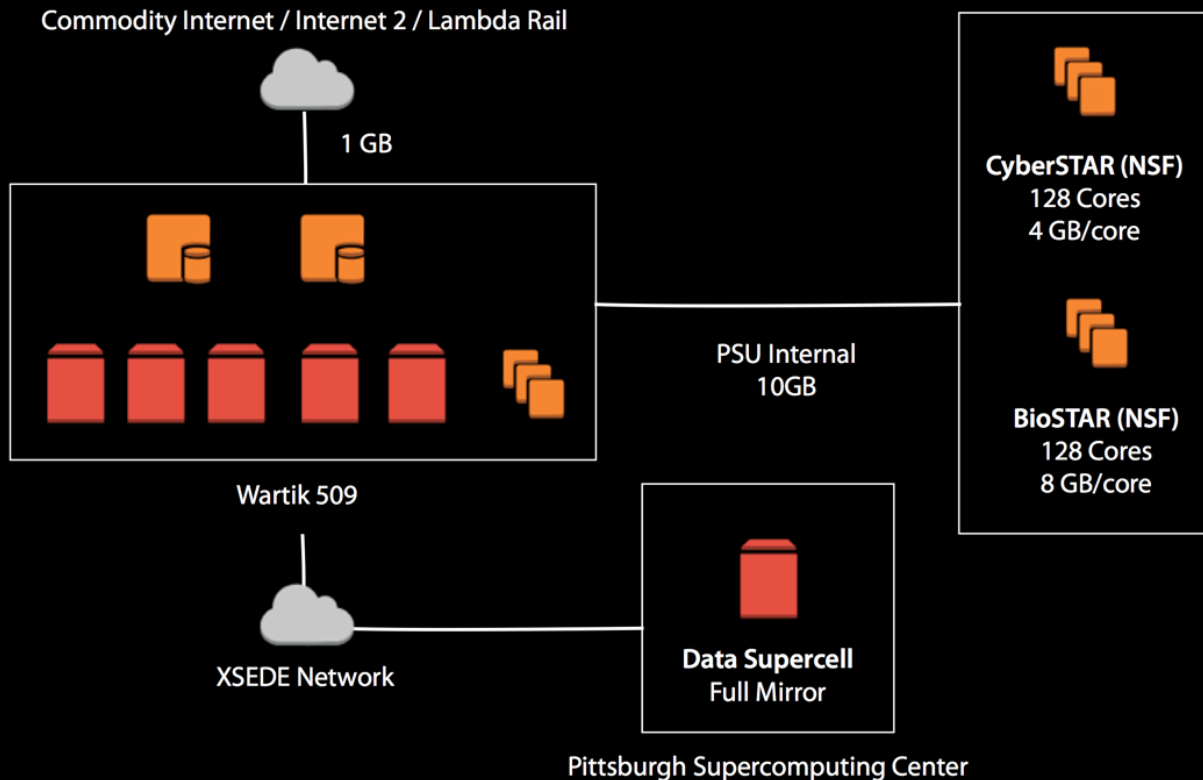 Commodity Internet / Internet 2 / Lambda Rail
1 GB
CyberSTAR (NSF)
128 Cores
4 GB/core
PSU Internal
10GB
BioSTAR (NSF)
128 Cores
8 GB/core
Wartik 509
XSEDE Network
Data Supercell
Full Mirror
Pittsburgh Supercomputing Center